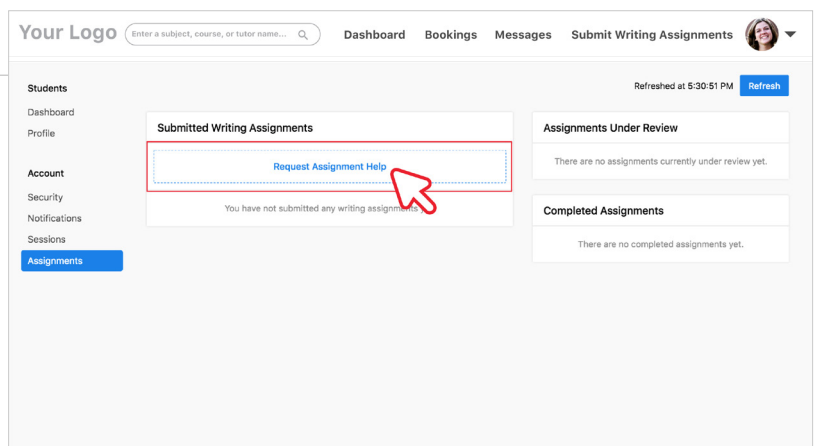 Your Logo
Enter a subject, course, or tutor name...
Dashboard
Bookings
Messages
Submit Writing Assignments
Students
Dashboard
Profile
Account
Security
Notifications
Sessions
Assignments
Refreshed at 5:30:51 PM
Refresh
Submitted Writing Assignments
Request Assignment Help
You have not submitted any writing assignments
Assignments Under Review
There are no assignments currently under review yet.
Completed Assignments
There are no completed assignments yet.